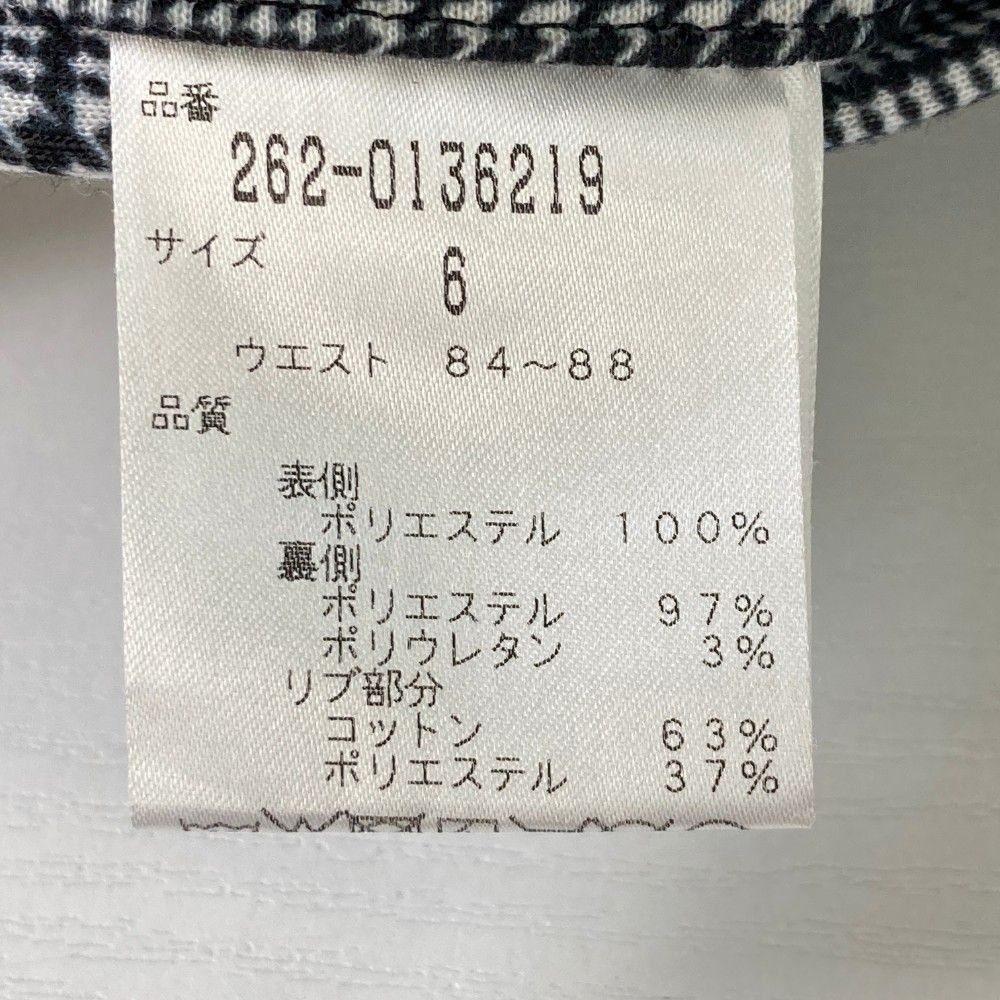 品番
262-0136219
サイズ
6
ウエスト 84～88
品質
表側
ポリエステル 100%
裏側
ポリエステル 97%
ポリウレタン 3%
リブ部分
コットン 63%
ポリエステル 37%